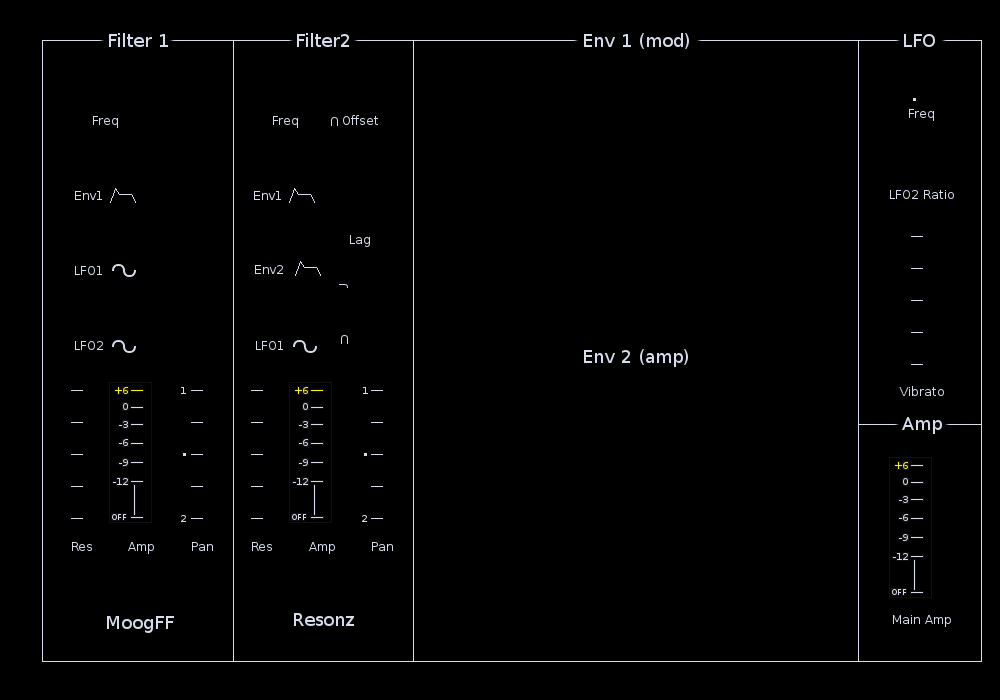 Filter 1
Filter2
Env 1 (mod)
LFO
Freq
Freq
∩ Offset
Freq
Env1
Env1
LFO2 Ratio
Lag
LFO1
Env2
LFO2
LFO1
∩
Env 2 (amp)
+6
0
-3
-6
-9
-12
OFF
1
2
+6
0
-3
-6
-9
-12
OFF
1
2
Vibrato
Amp
+6
0
-3
-6
-9
-12
OFF
Res
Amp
Pan
Res
Amp
Pan
MoogFF
Resonz
Main Amp